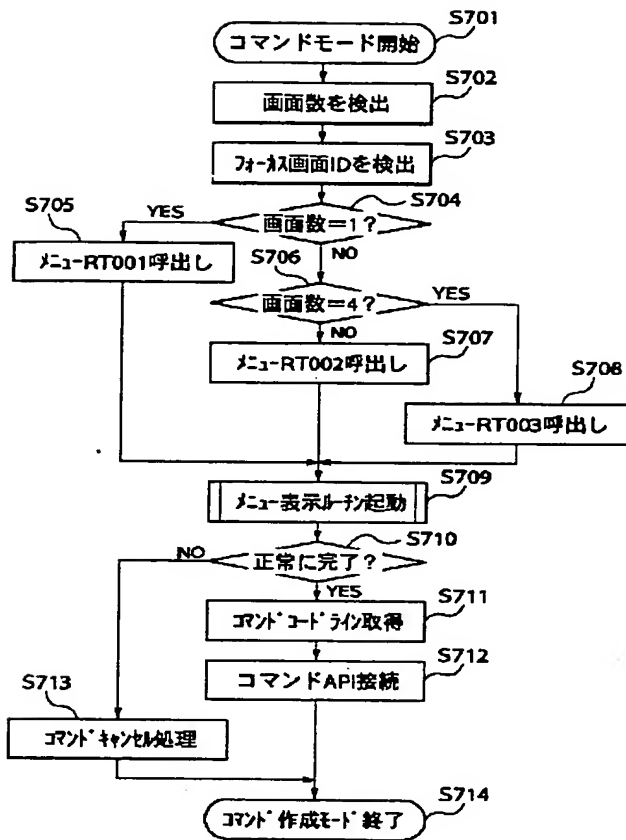 S701
コマンドモード開始
S702
画面数を検出
S703
フォーカス画面IDを検出
S704
画面数=1?
YES
NO
S705
メニューRT001呼出し
S706
画面数=4?
YES
NO
S707
メニューRT002呼出し
S708
メニューRT003呼出し
S709
メニュー表示ルーチン起動
S710
正常に完了?
NO
YES
S711
コマンドコードライン取得
S712
コマンドAPI接続
S713
コマンドキャンセル処理
S714
コマンド作成モード終了